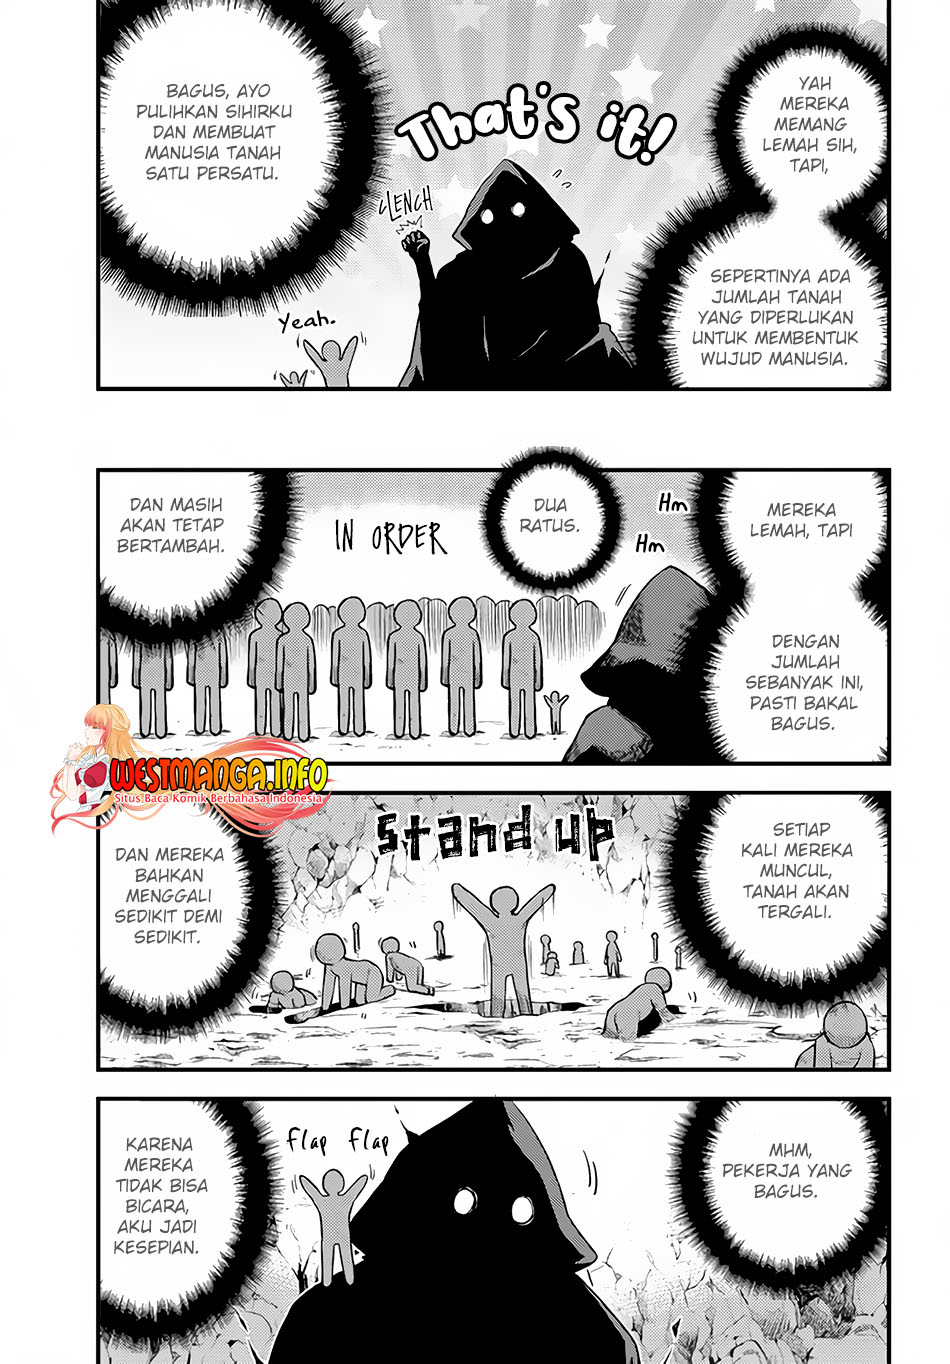 YAH
MEREKA
MEMANG
LEMAH SIH,
TAPI,
SEPERTINYA ADA
JUMLAH TANAH
YANG DIPERLUKAN
UNTUK MEMBENTUK
WUJUD MANUSIA.
That's it!
CLENCH
BAGUS, AYO
PULIHKAN SIHIRKU
DAN MEMBUAT
MANUSIA TANAH
SATU PERSATU.
Yeah.
MEREKA
LEMAH, TAPI
DENGAN
JUMLAH
SEBANYAK INI,
PASTI BAKAL
BAGUS.
Hm
Hm
DUA
RATUS.
IN ORDER
DAN MASIH
AKAN TETAP
BERTAMBAH.
WESTMANGA.INFO
Situs Baca Komik Berbahasa Indonesia
SETIAP
KALI MEREKA
MUNCUL,
TANAH AKAN
TERGALI.
Stand up
DAN MEREKA
BAHKAN
MENGGALI
SEDIKIT DEMI
SEDIKIT.
MHM,
PEKERJA YANG
BAGUS.
Flap Flap
KARENA
MEREKA
TIDAK BISA
BICARA,
AKU JADI
KESEPIAN.